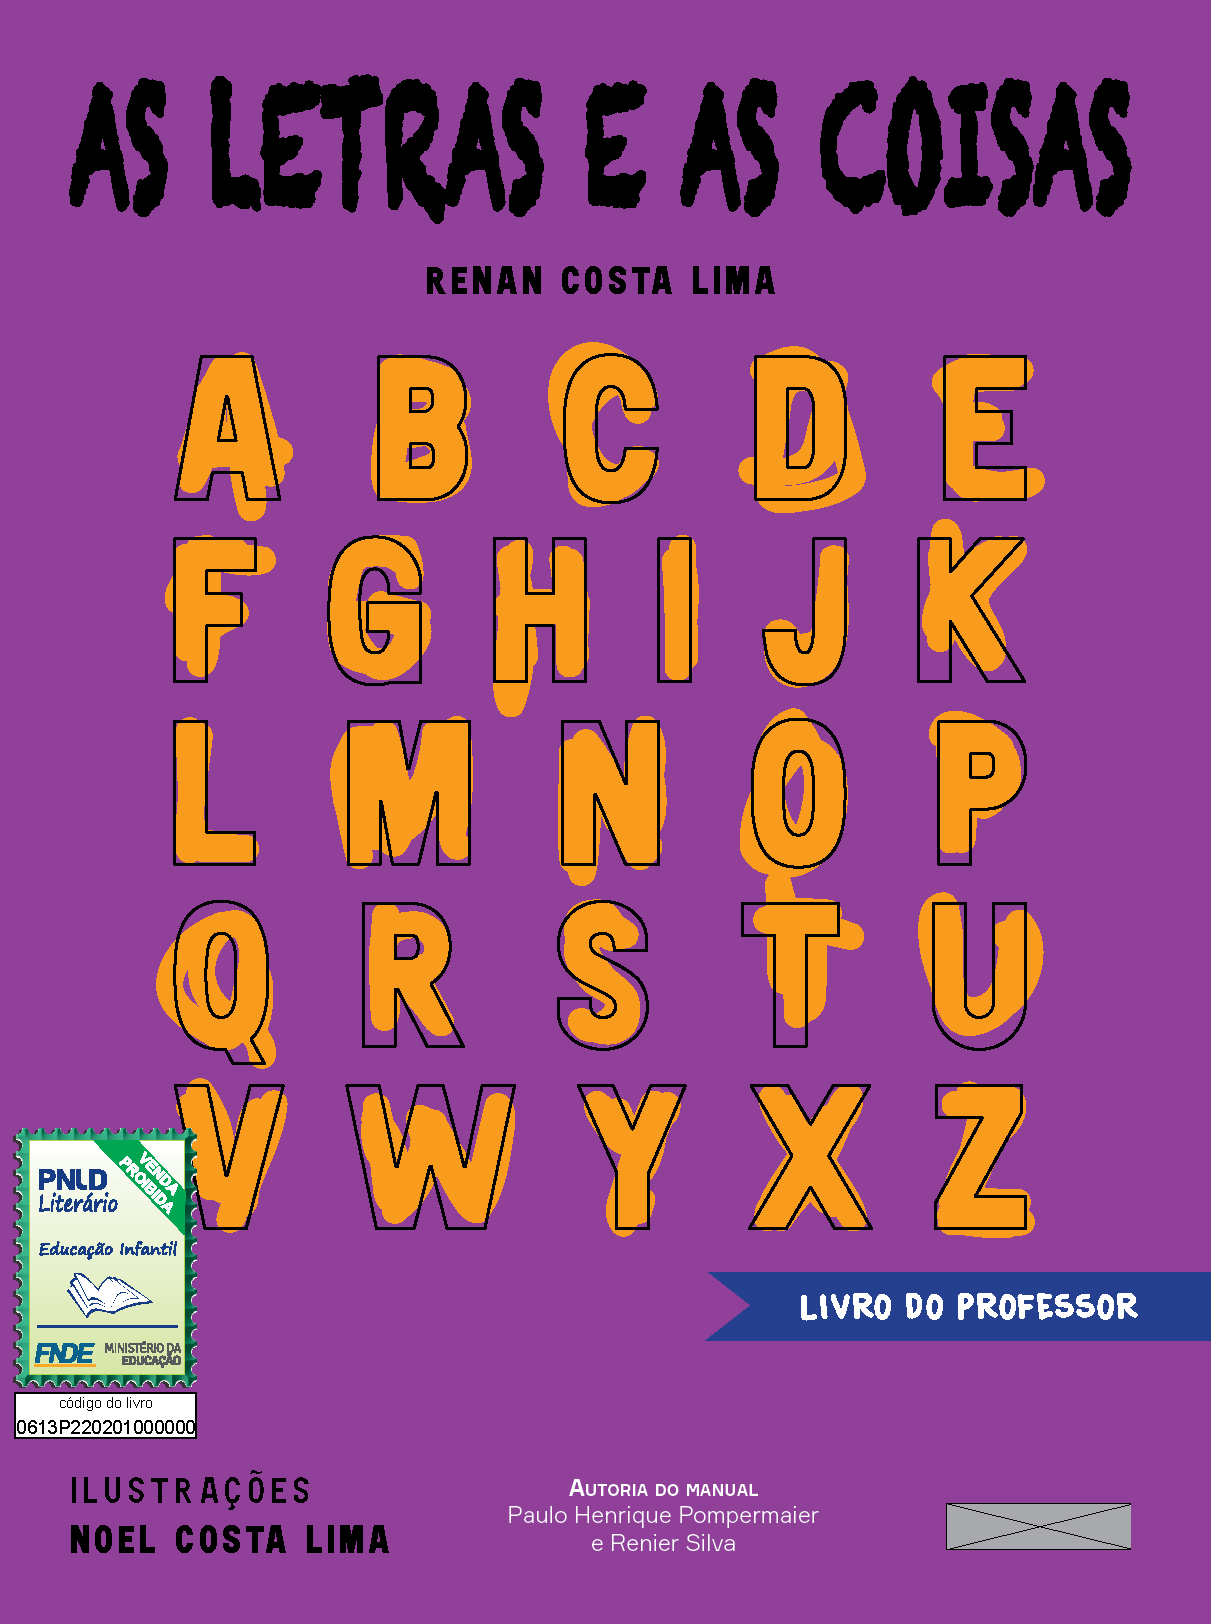 AS LETRAS E AS COISAS
RENAN COSTA LIMA
A B C D E
F G H I J K
L M N O P
Q R S T U
V W Y X Z
PNLD
Literário
VENDA
PROIBIDA
Educação Infantil
FNDE MINISTÉRIO DA
EDUCAÇÃO
código do livro
0613P220201000000
LIVRO DO PROFESSOR
ILUSTRAÇÕES
NOEL COSTA LIMA
AUTORIA DO MANUAL
Paulo Henrique Pompermaier
e Renier Silva